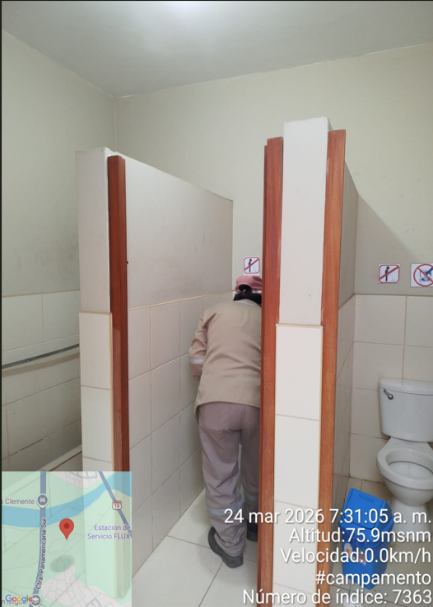 24 mar 2026 7:31:05 a. m.
Altitud:75.9msnm
Velocidad:0.0km/h
#campamento
Número de índice: 7363
Clemente
Estación de
Servicio FLUX
Google